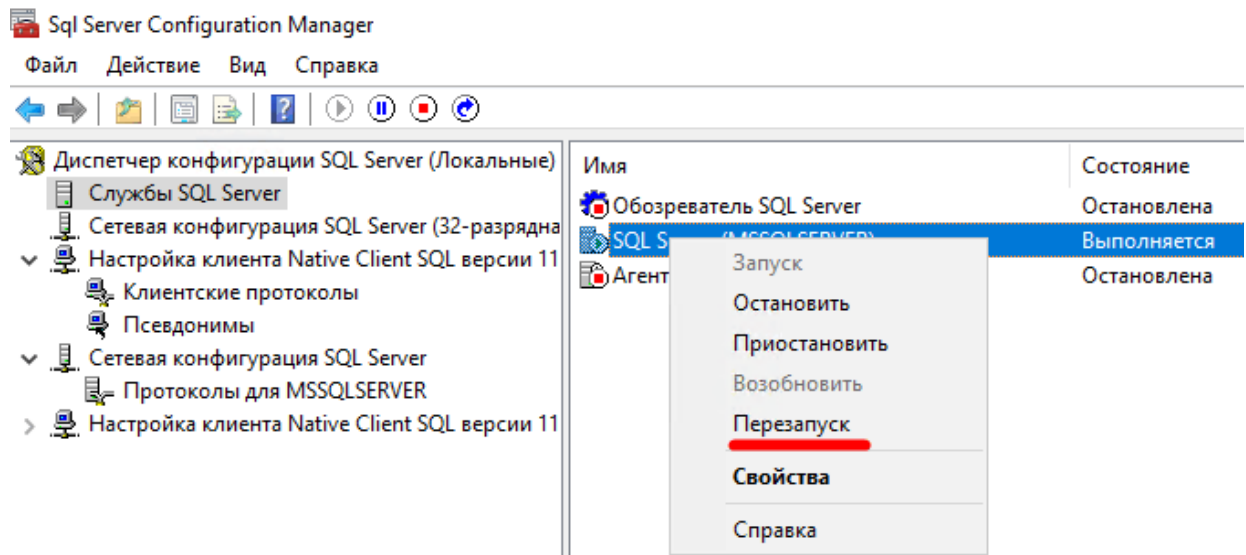 Sql Server Configuration Manager
Файл Действие Вид Справка
Диспетчер конфигурации SQL Server (Локальные)
Службы SQL Server
Сетевая конфигурация SQL Server (32-разрядна
Настройка клиента Native Client SQL версии 11
Клиентские протоколы
Псевдонимы
Сетевая конфигурация SQL Server
Протоколы для MSSQLSERVER
Настройка клиента Native Client SQL версии 11
Имя Состояние
Обозреватель SQL Server Остановлена
SQL S (MSSQLSERVER) Выполняется
Агент Остановлена
Запуск
Остановить
Приостановить
Возобновить
Перезапуск
Свойства
Справка